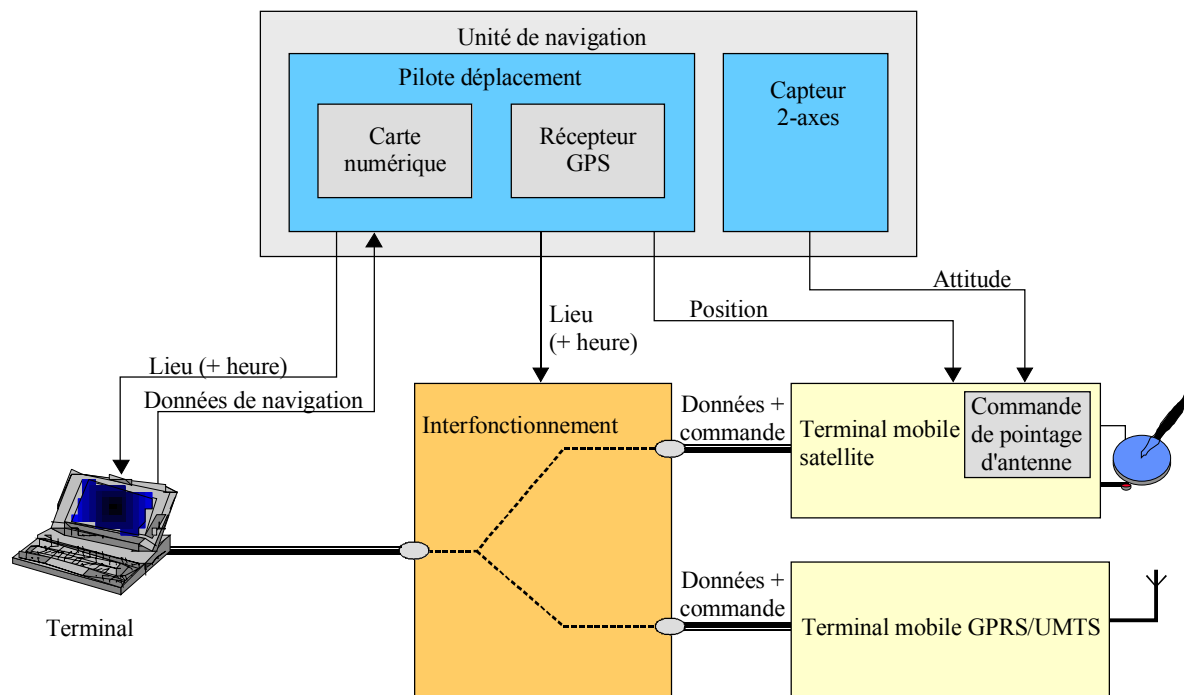 Unité de navigation
Pilote déplacement
Carte
numérique
Récepteur
GPS
Capteur
2-axes
Attitude
Position
Lieu
(+ heure)
Lieu (+ heure)
Données de navigation
Interfonctionnement
Données +
commande
Terminal mobile
satellite
Commande
de pointage
d'antenne
Données +
commande
Terminal mobile GPRS/UMTS
Terminal